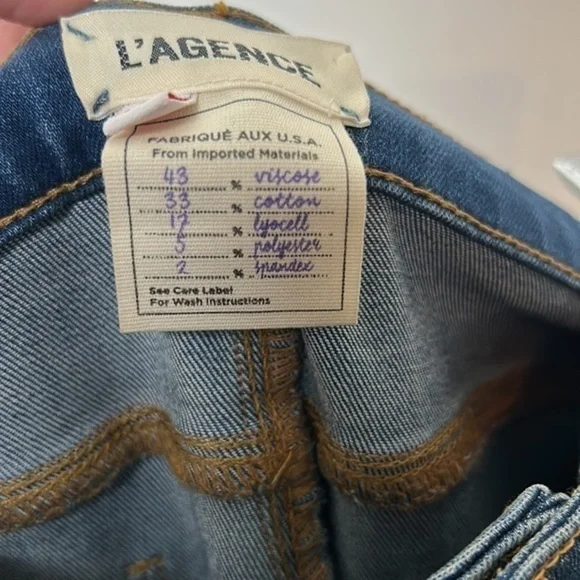 L'AGENCE
FABRIQUÉ AUX U.S.A.
From Imported Materials
43 % viscose
33 % cotton
17 % lyocell
5 % polyester
2 % spandex
See Care Label
For Wash Instructions